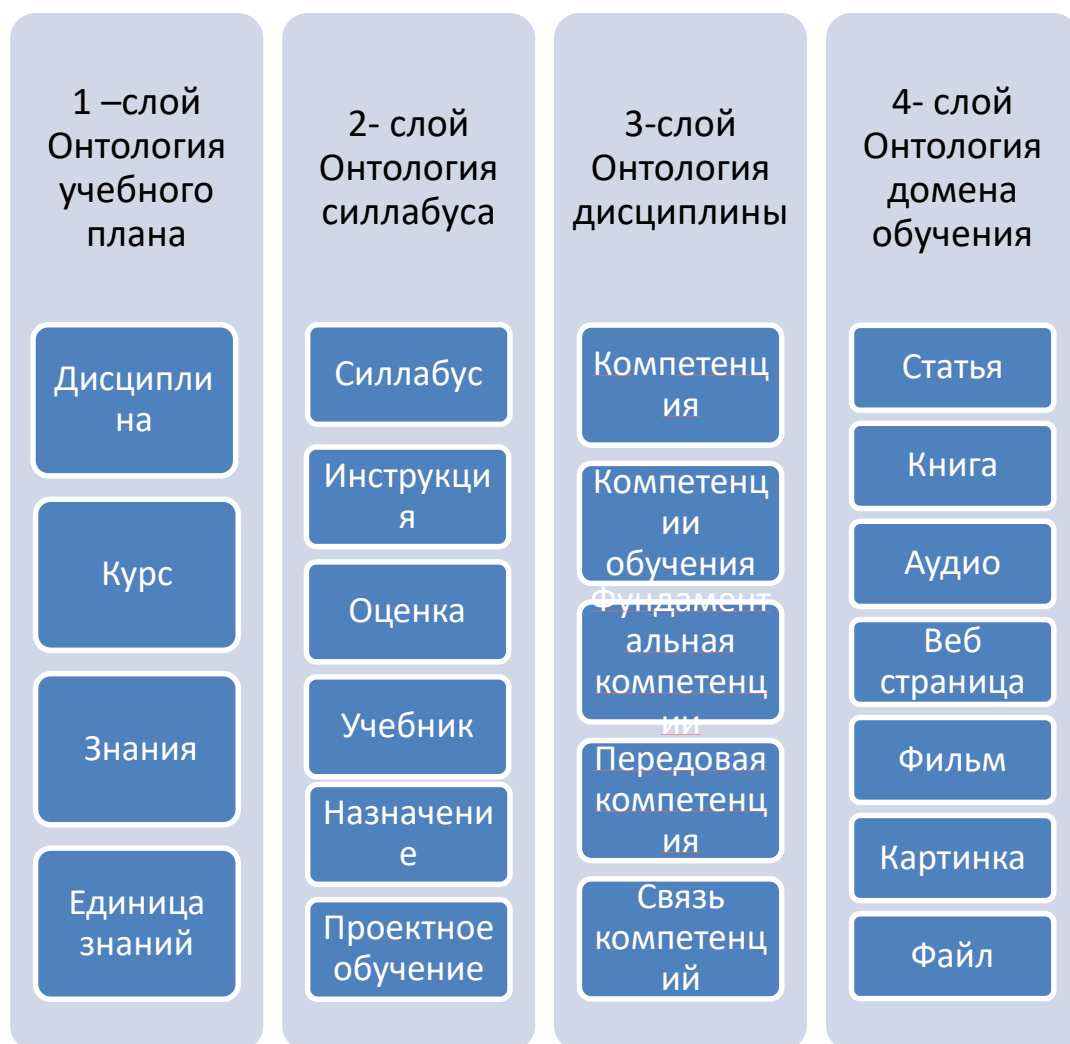 1 –слой
Онтология
учебного
плана
Дисципли
на
Курс
Знания
Единица
знаний
2- слой
Онтология
силлабуса
Силлабус
Инструкци
я
Оценка
Учебник
Назначени
е
Проектное
обучение
3-слой
Онтология
дисциплины
Компетенц
ия
Компетенц
ии
обучения
Фундамент
альная
компетенц
ии
Передовая
компетенц
ия
Связь
компетенц
ий
4- слой
Онтология
домена
обучения
Статья
Книга
Аудио
Веб
страница
Фильм
Картинка
Файл